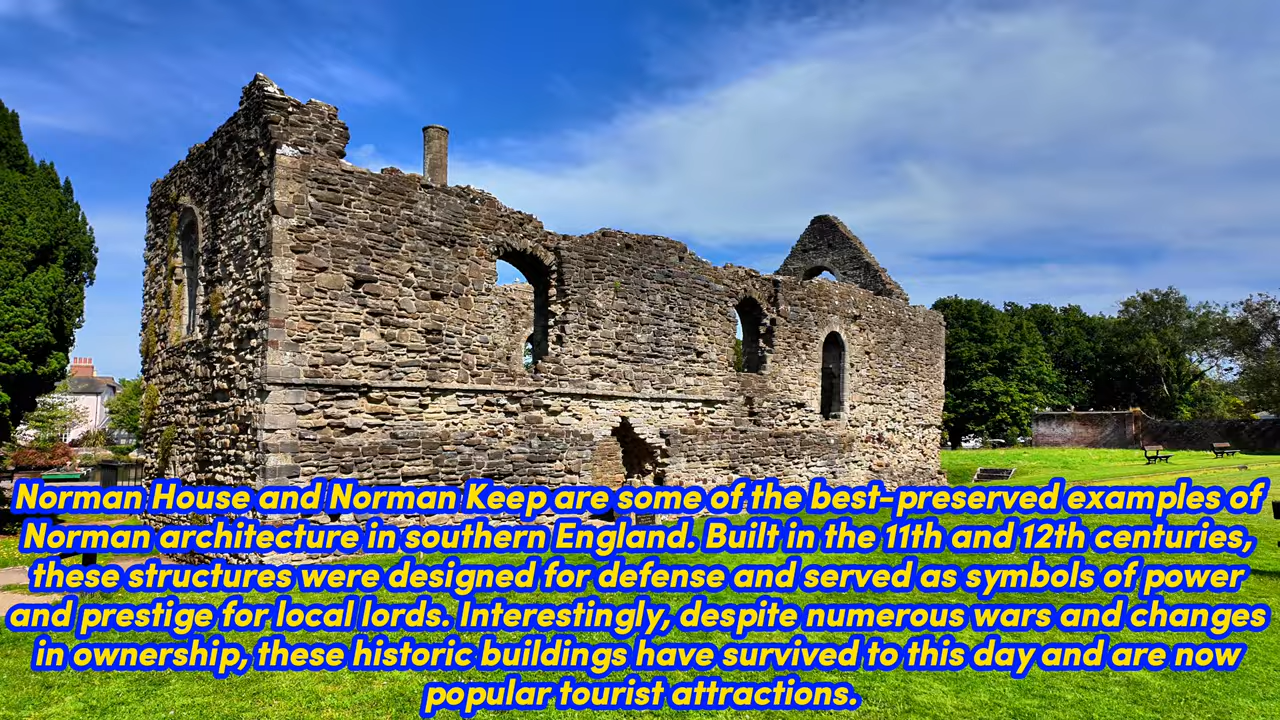 Norman House and Norman Keep are some of the best-preserved examples of
Norman architecture in southern England. Built in the 11th and 12th centuries,
these structures were designed for defense and served as symbols of power
and prestige for local lords. Interestingly, despite numerous wars and changes
in ownership, these historic buildings have survived to this day and are now
popular tourist attractions.